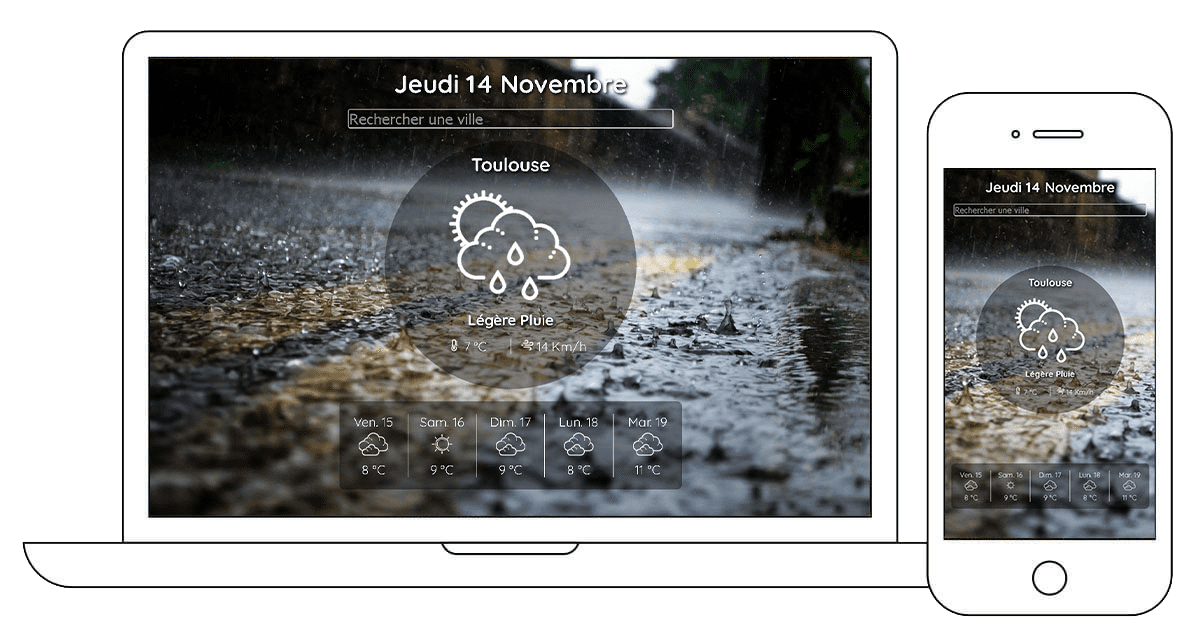 Jeudi 14 Novembre
Rechercher une ville
Toulouse
Légère Pluie
7 °C 14 Km/h
Ven. 15 Sam. 16 Dim. 17 Lun. 18 Mar. 19
8 °C 9 °C 9 °C 8 °C 11 °C
Jeudi 14 Novembre
Rechercher une ville
Toulouse
Légère Pluie
7 °C 14 Km/h
Ven. 15 Sam. 16 Dim. 17 Lun. 18 Mar. 19
8 °C 9 °C 9 °C 8 °C 11 °C